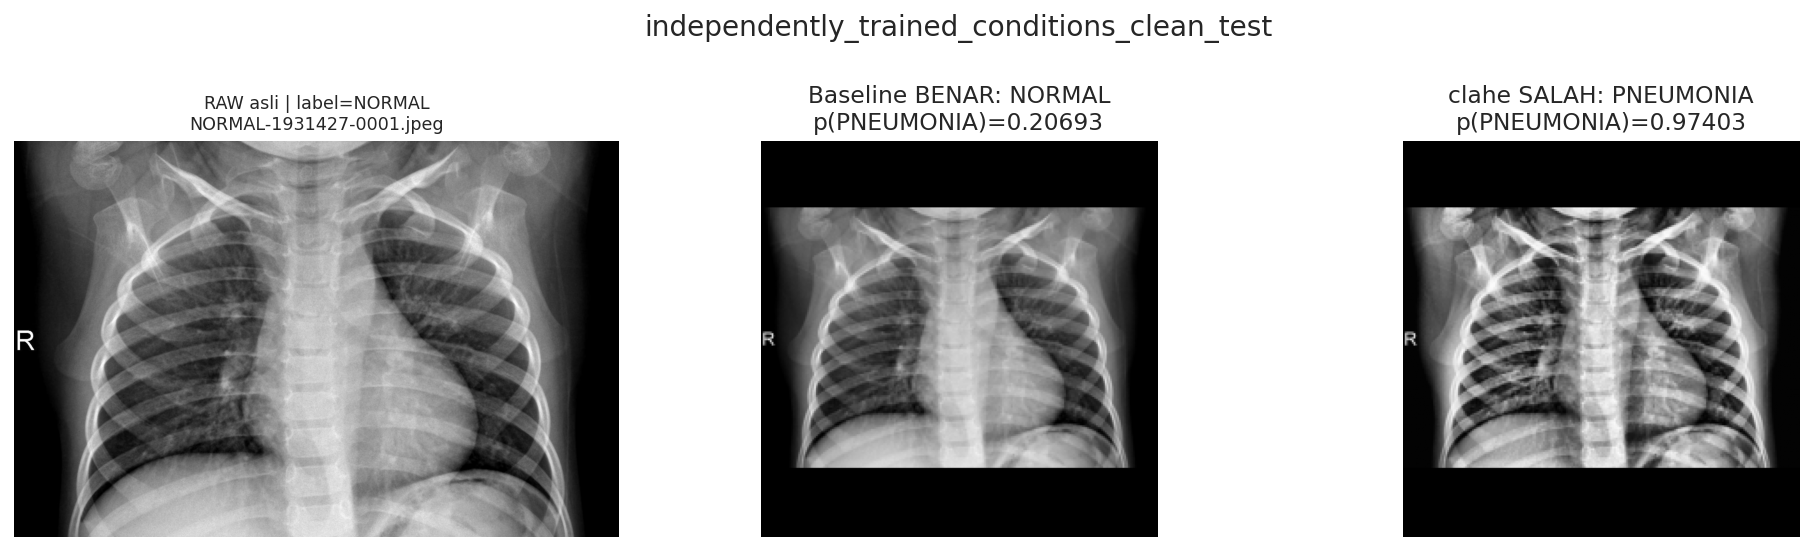 independently_trained_conditions_clean_test
RAW asli | label=NORMAL
NORMAL-1931427-0001.jpeg
Baseline BENAR: NORMAL
p(PNEUMONIA)=0.20693
clahe SALAH: PNEUMONIA
p(PNEUMONIA)=0.97403
R
R
R